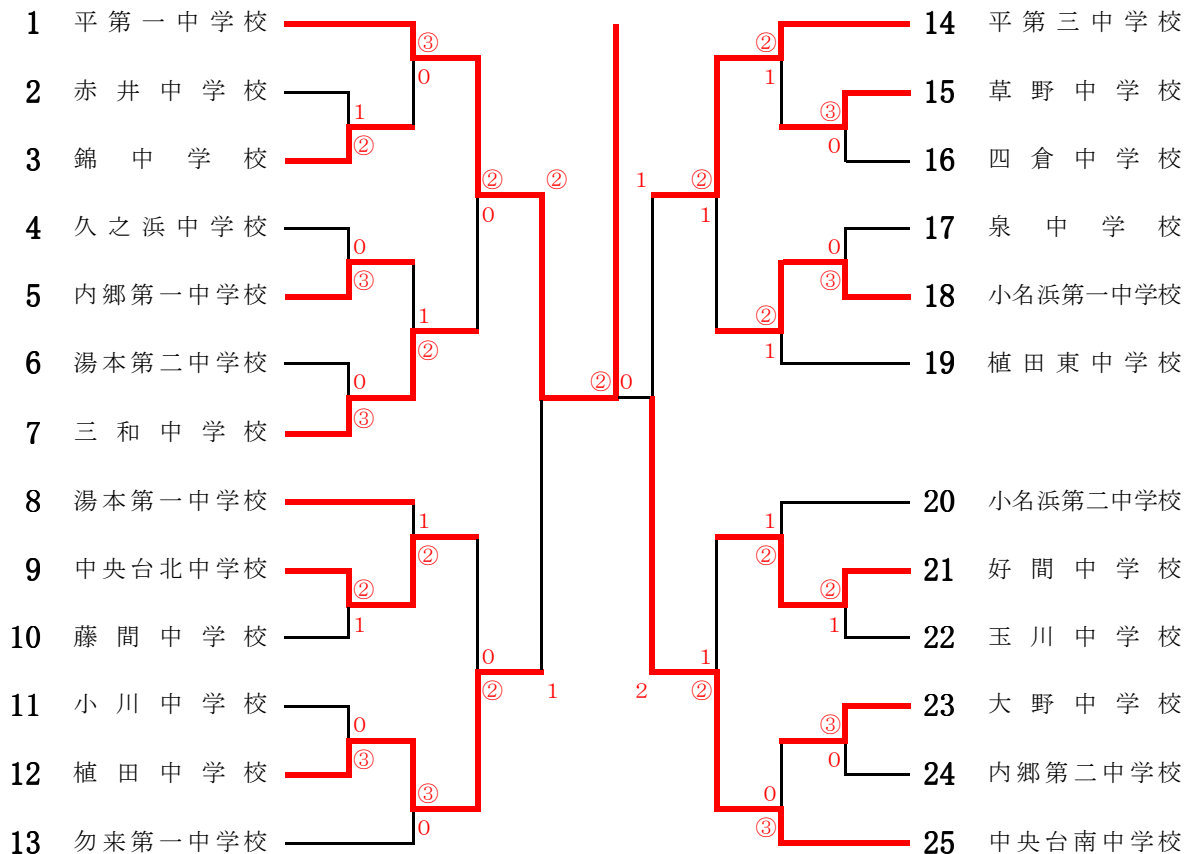 1 平第一中学校
③
0
2 赤井中学校
1
②
3 錦中学校
② ②
0
4 久之浜中学校
0
③
5 内郷第一中学校
1
②
6 湯本第二中学校
0
③
7 三和中学校
② 0
8 湯本第一中学校
1
②
9 中央台北中学校
②
1
10 藤間中学校
0
② 1
11 小川中学校
0
③
12 植田中学校
③
0
13 勿来第一中学校
14 平第三中学校
②
1
15 草野中学校
③
0
16 四倉中学校
1 ②
1
17 泉中学校
0
③
18 小名浜第一中学校
②
1
19 植田東中学校
20 小名浜第二中学校
1
②
21 好間中学校
②
1
22 玉川中学校
1
2 ②
23 大野中学校
③
0
24 内郷第二中学校
0
③
25 中央台南中学校